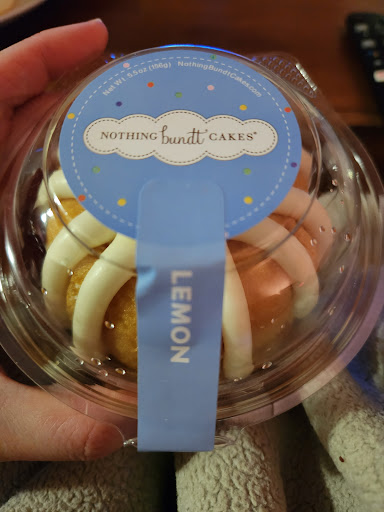 Net Wt 5.5 oz (156g) NothingBundtCakes.com
NOTHING bundt CAKES
LEMON